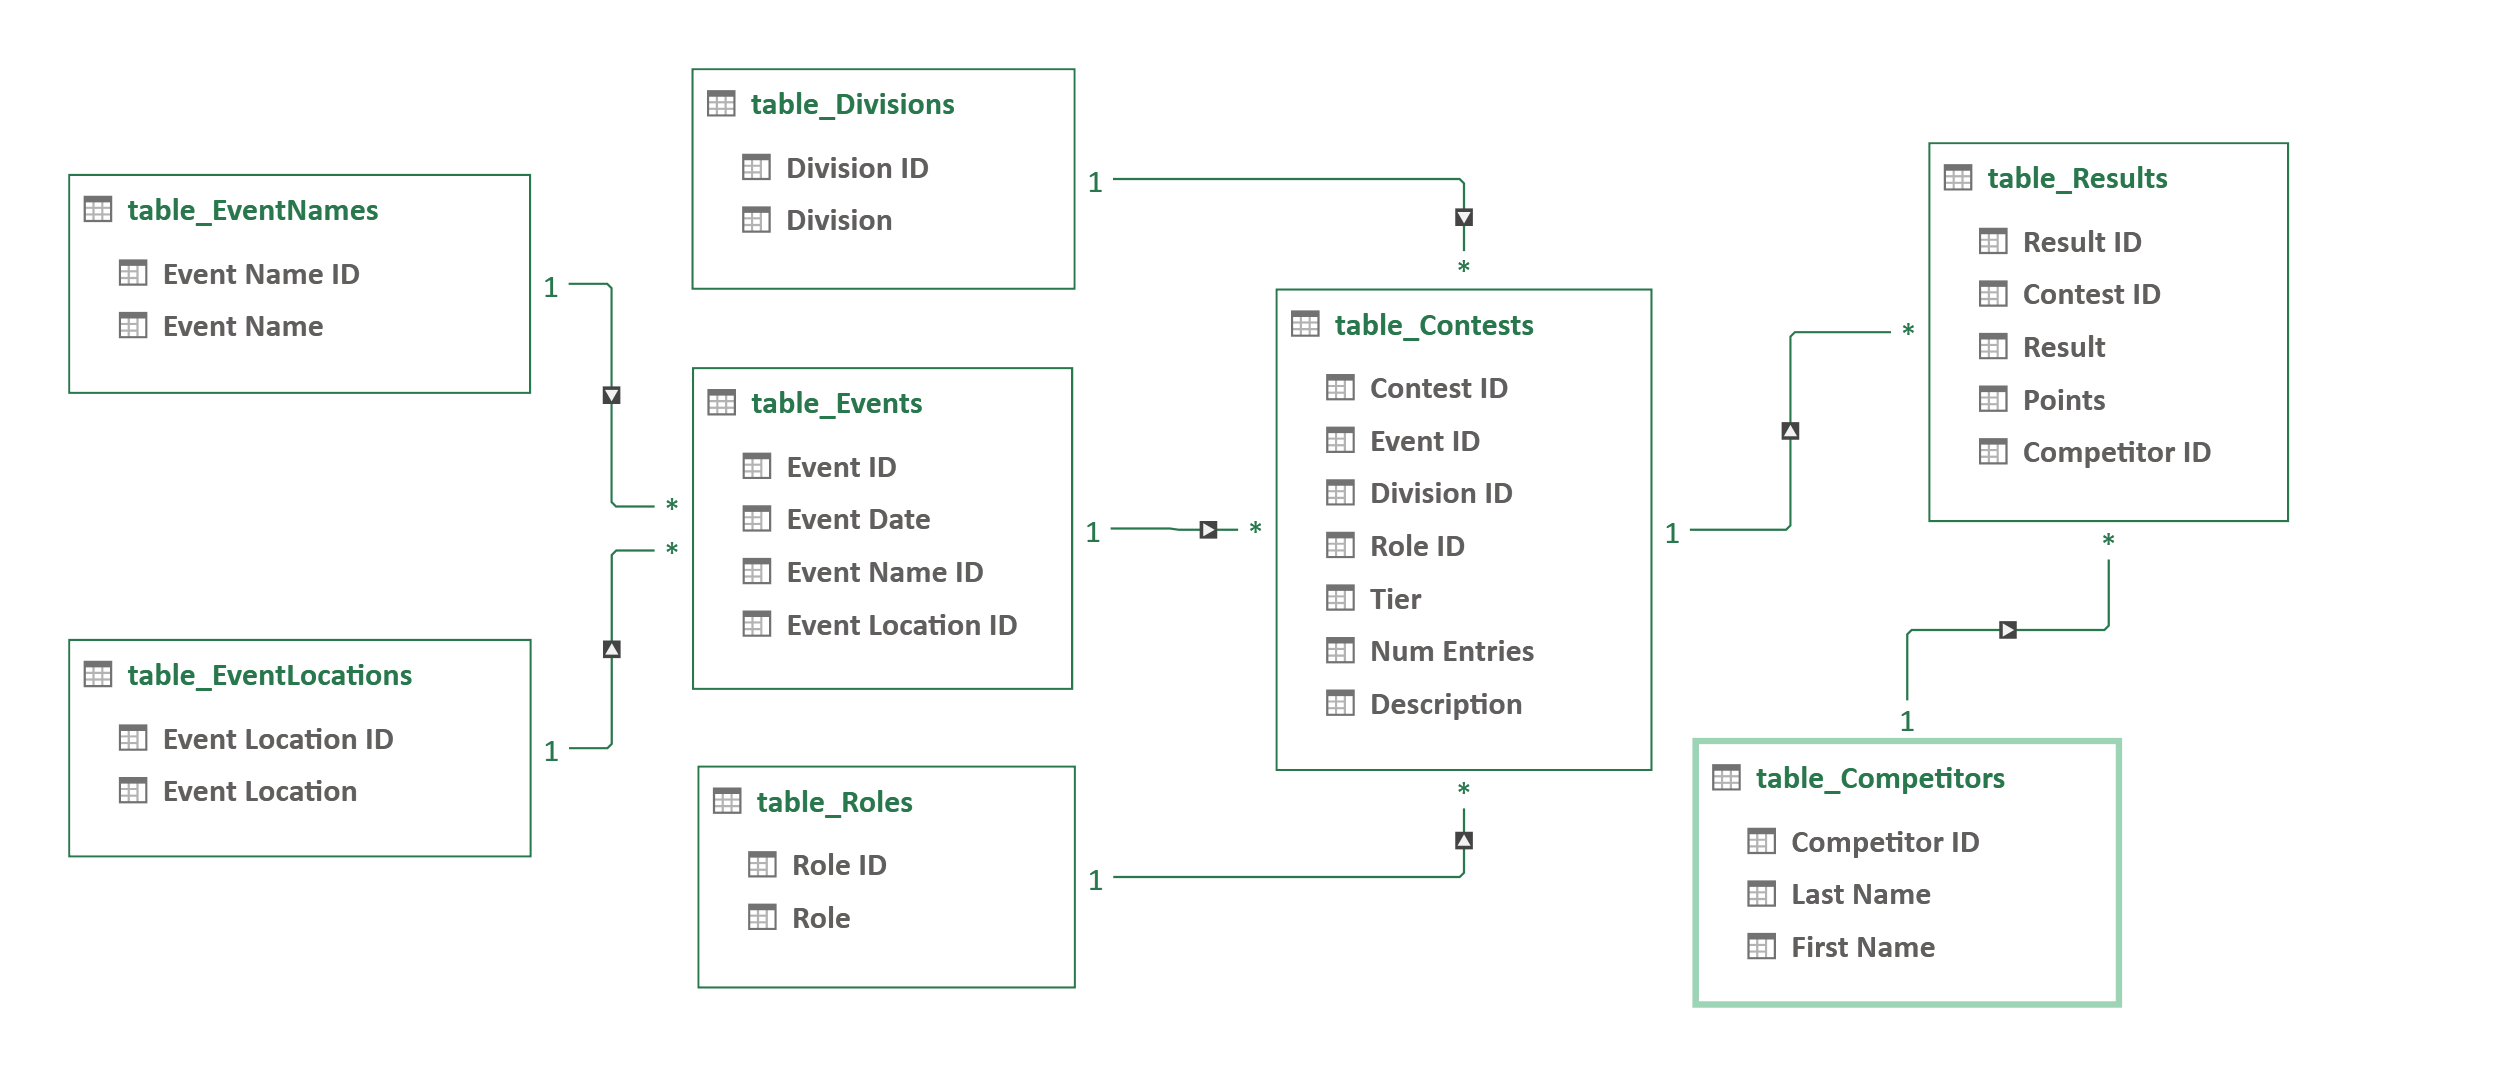 table_EventNames
Event Name ID
Event Name
1
*
table_EventLocations
Event Location ID
Event Location
1
*
table_Divisions
Division ID
Division
1
*
table_Events
Event ID
Event Date
Event Name ID
Event Location ID
1
*
table_Roles
Role ID
Role
1
*
table_Contests
Contest ID
Event ID
Division ID
Role ID
Tier
Num Entries
Description
1
*
table_Results
Result ID
Contest ID
Result
Points
Competitor ID
*
1
table_Competitors
Competitor ID
Last Name
First Name